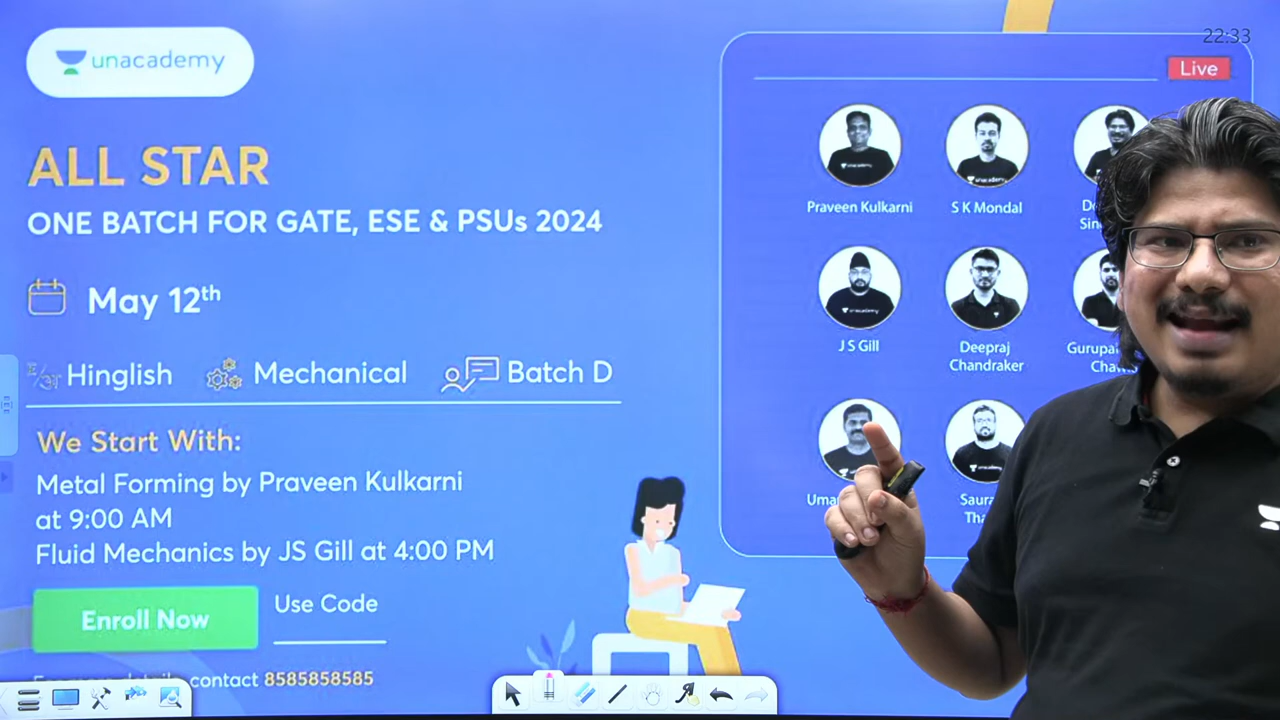 22:33
unacademy
Live
ALL STAR
ONE BATCH FOR GATE, ESE & PSUs 2024
May 12th
Hinglish
Mechanical
Batch D
We Start With:
Metal Forming by Praveen Kulkarni
at 9:00 AM
Fluid Mechanics by JS Gill at 4:00 PM
Enroll Now
Use Code
contact 8585858585
Praveen Kulkarni
S K Mondal
J S Gill
Deepraj
Chandraker